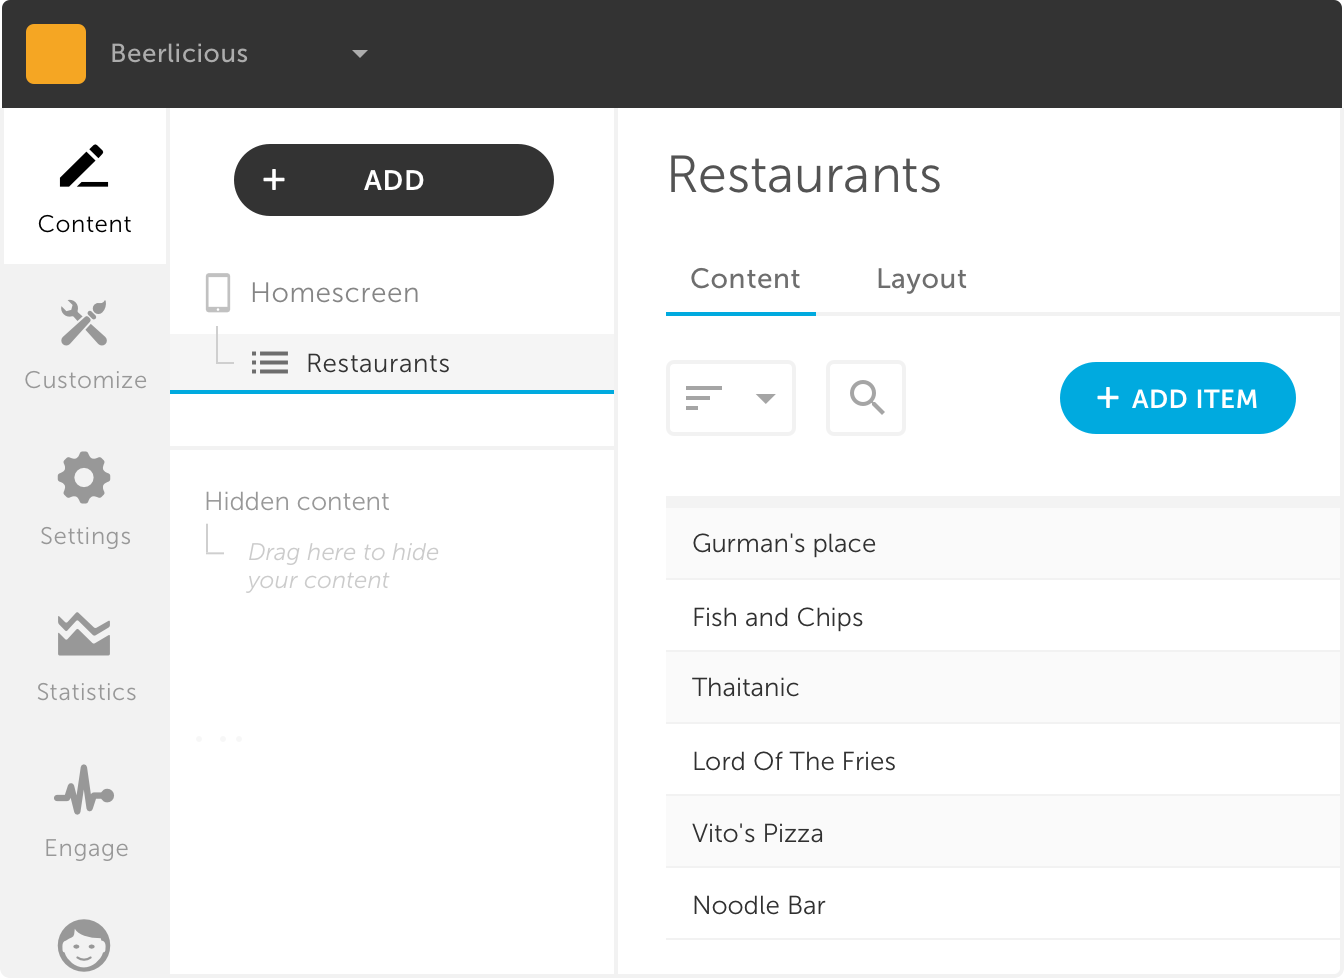 Beerlicious
Content
Customize
Settings
Statistics
Engage
+ ADD
Homescreen
Restaurants
Hidden content
Drag here to hide
your content
Restaurants
Content Layout
+ ADD ITEM
Gurman's place
Fish and Chips
Thaitanic
Lord Of The Fries
Vito's Pizza
Noodle Bar